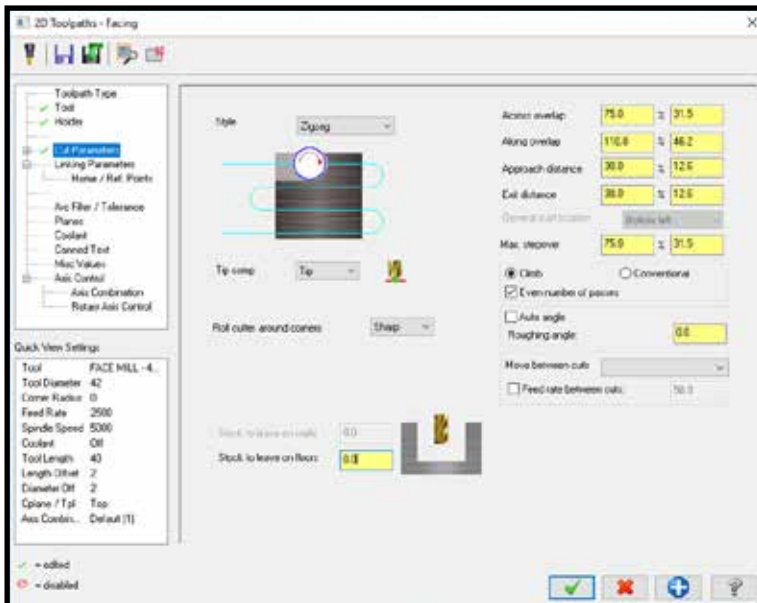 2D Toolpaths - Facing
Toolpath Type
Tool
Holder
Cut Parameters
Linking Parameters
Home / Ref. Points
Arc Filter / Tolerance
Planes
Coolant
Canned Text
Misc Values
Axis Control
Axis Combination
Rotary Axis Control
Quick View Settings
Tool FACE MILL -4...
Tool Diameter 42
Corner Radius 0
Feed Rate 2500
Spindle Speed 5000
Coolant Off
Tool Length 40
Length Offset 2
Diameter Off 2
Cplane / Tpl Top
Axis Combin... Default (1)
= edited
= disabled
Style Zigzag
Tip comp Tip
Roll cutter around corners Sharp
Stock to leave on walls 0.0
Stock to leave on floors 0.0
Across overlap 75.0 % 31.5
Along overlap 110.0 % 46.2
Approach distance 30.0 % 12.6
Exit distance 30.0 % 12.6
General start location Bottom left
Max. stepover 75.0 % 31.5
Climb Conventional
Even number of passes
Auto angle
Roughing angle: 0.0
Move between cuts
Feed rate between cuts: 50.0